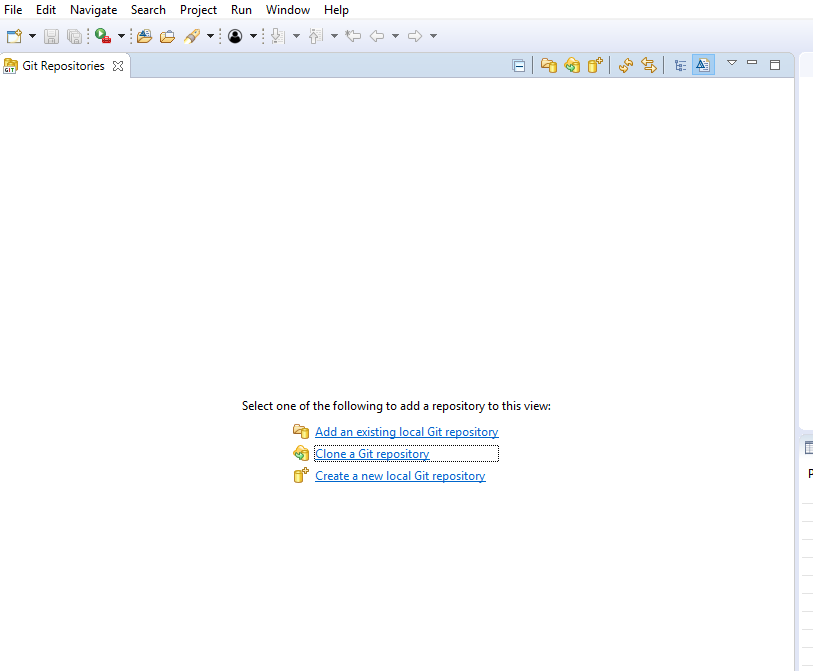 File Edit Navigate Search Project Run Window Help
GIT Git Repositories
Select one of the following to add a repository to this view:
Add an existing local Git repository
Clone a Git repository
Create a new local Git repository
P